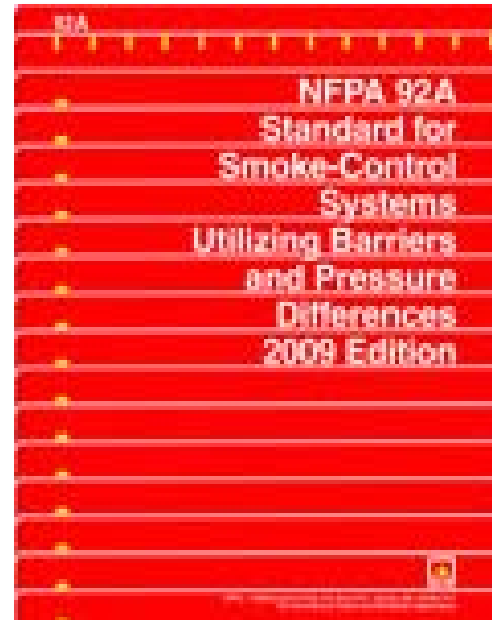 92A
NFPA 92A
Standard for
Smoke-Control
Systems
Utilizing Barriers
and Pressure
Differences
2009 Edition